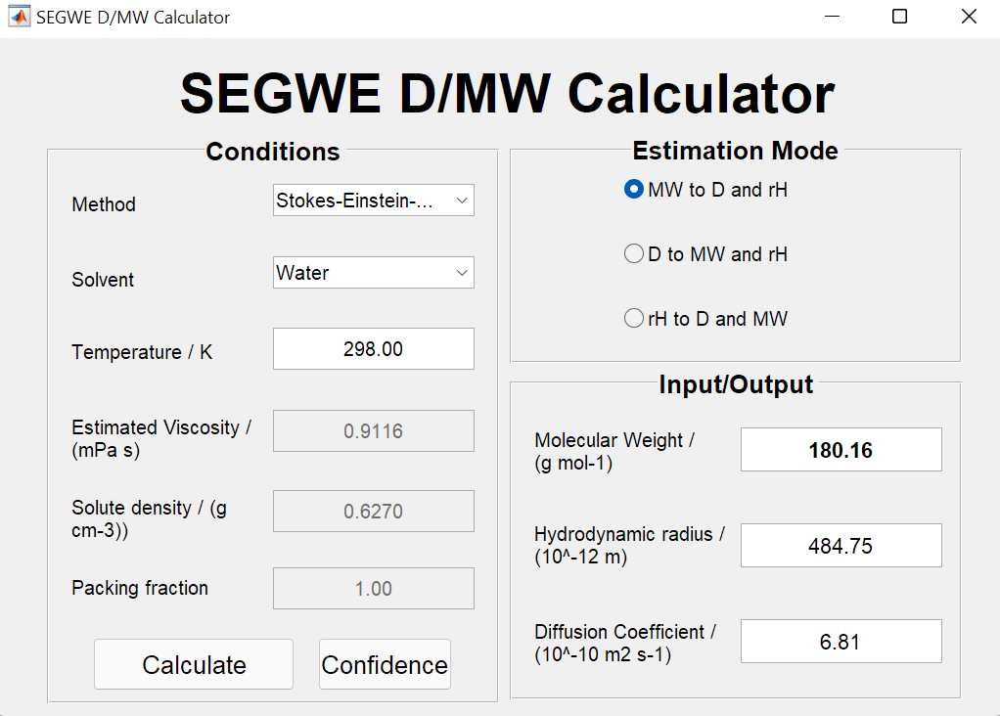 SEGWE D/MW Calculator
SEGWE D/MW Calculator
Conditions
Method
Stokes-Einstein-...
Solvent
Water
Temperature / K
298.00
Estimated Viscosity /
(mPa s)
0.9116
Solute density / (g
cm-3))
0.6270
Packing fraction
1.00
Calculate
Confidence
Estimation Mode
MW to D and rH
D to MW and rH
rH to D and MW
Input/Output
Molecular Weight /
(g mol-1)
180.16
Hydrodynamic radius /
(10^-12 m)
484.75
Diffusion Coefficient /
(10^-10 m2 s-1)
6.81